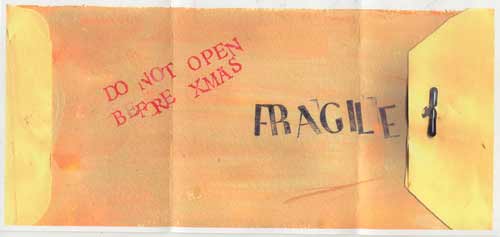 DO NOT OPEN
BEFORE XMAS
FRAGILE